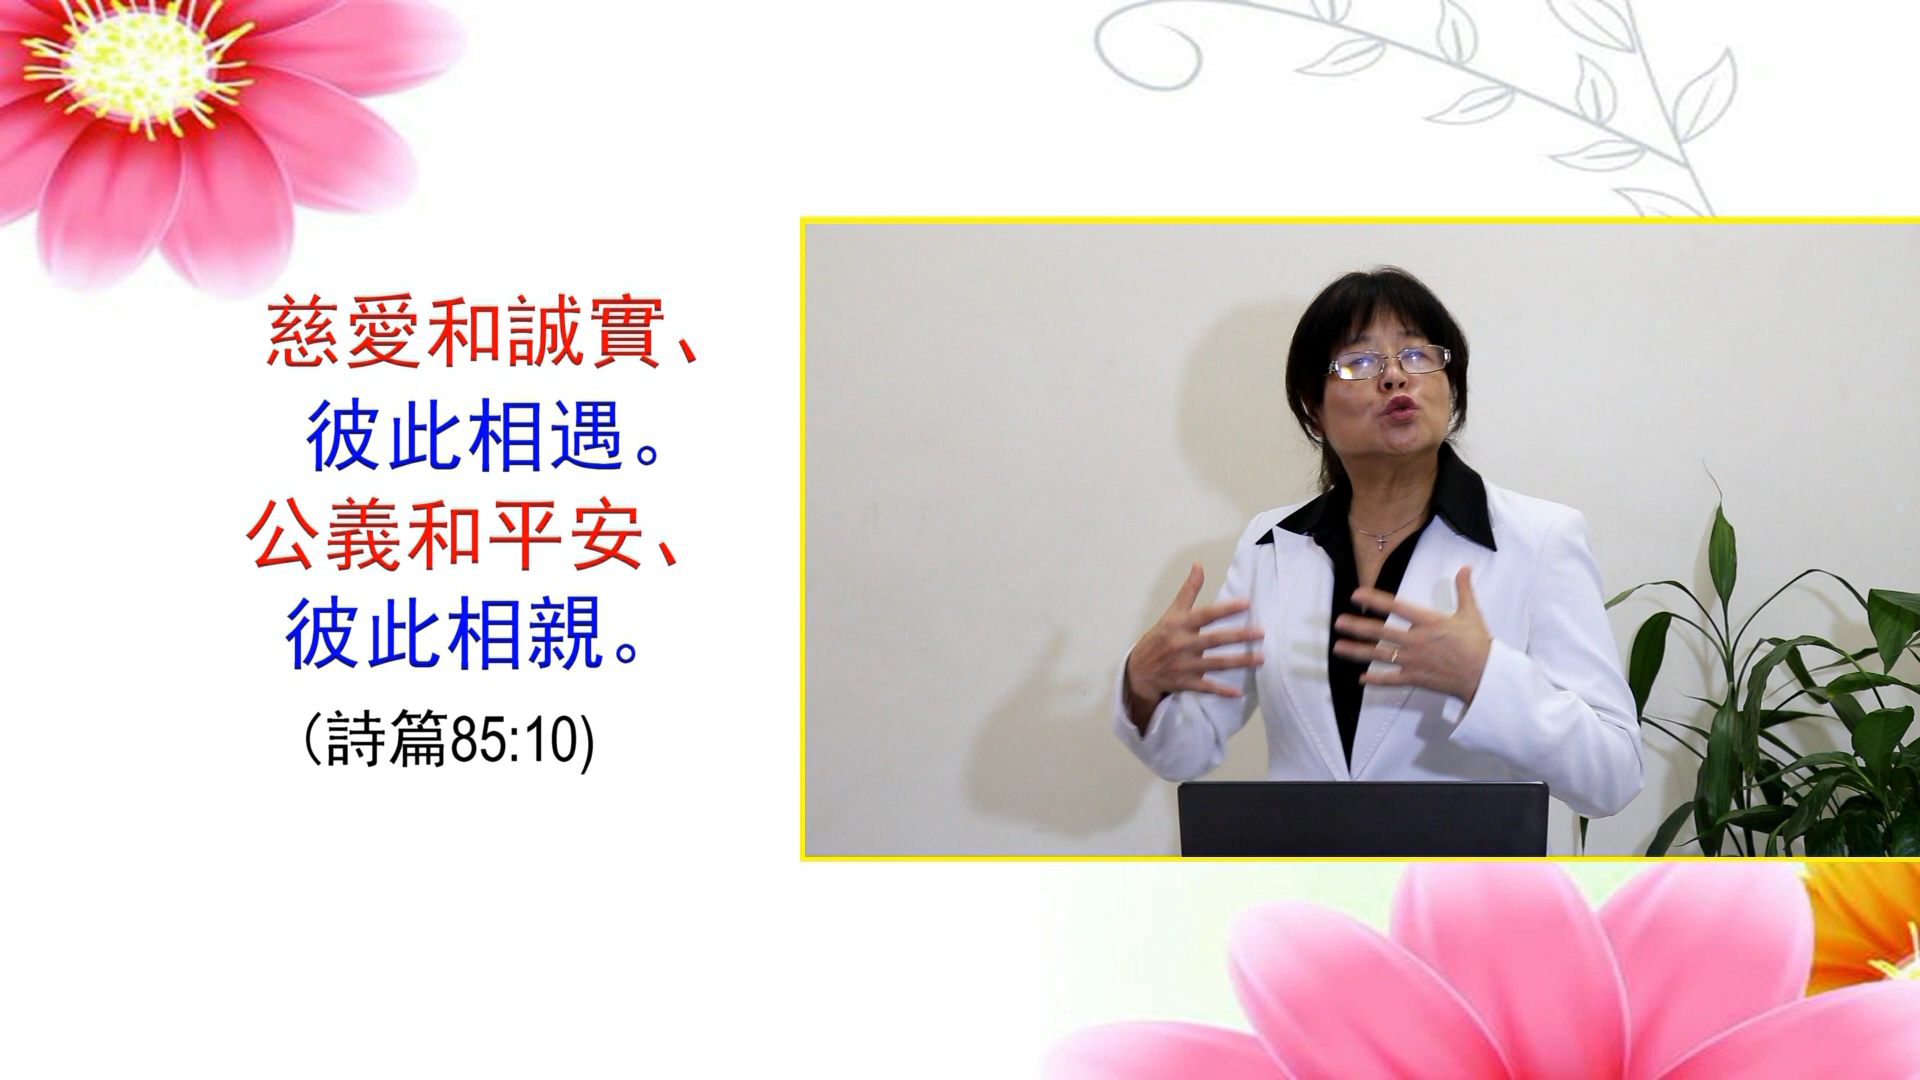 慈愛和誠實、
彼此相遇。
公義和平安、
彼此相親。
(詩篇85:10)